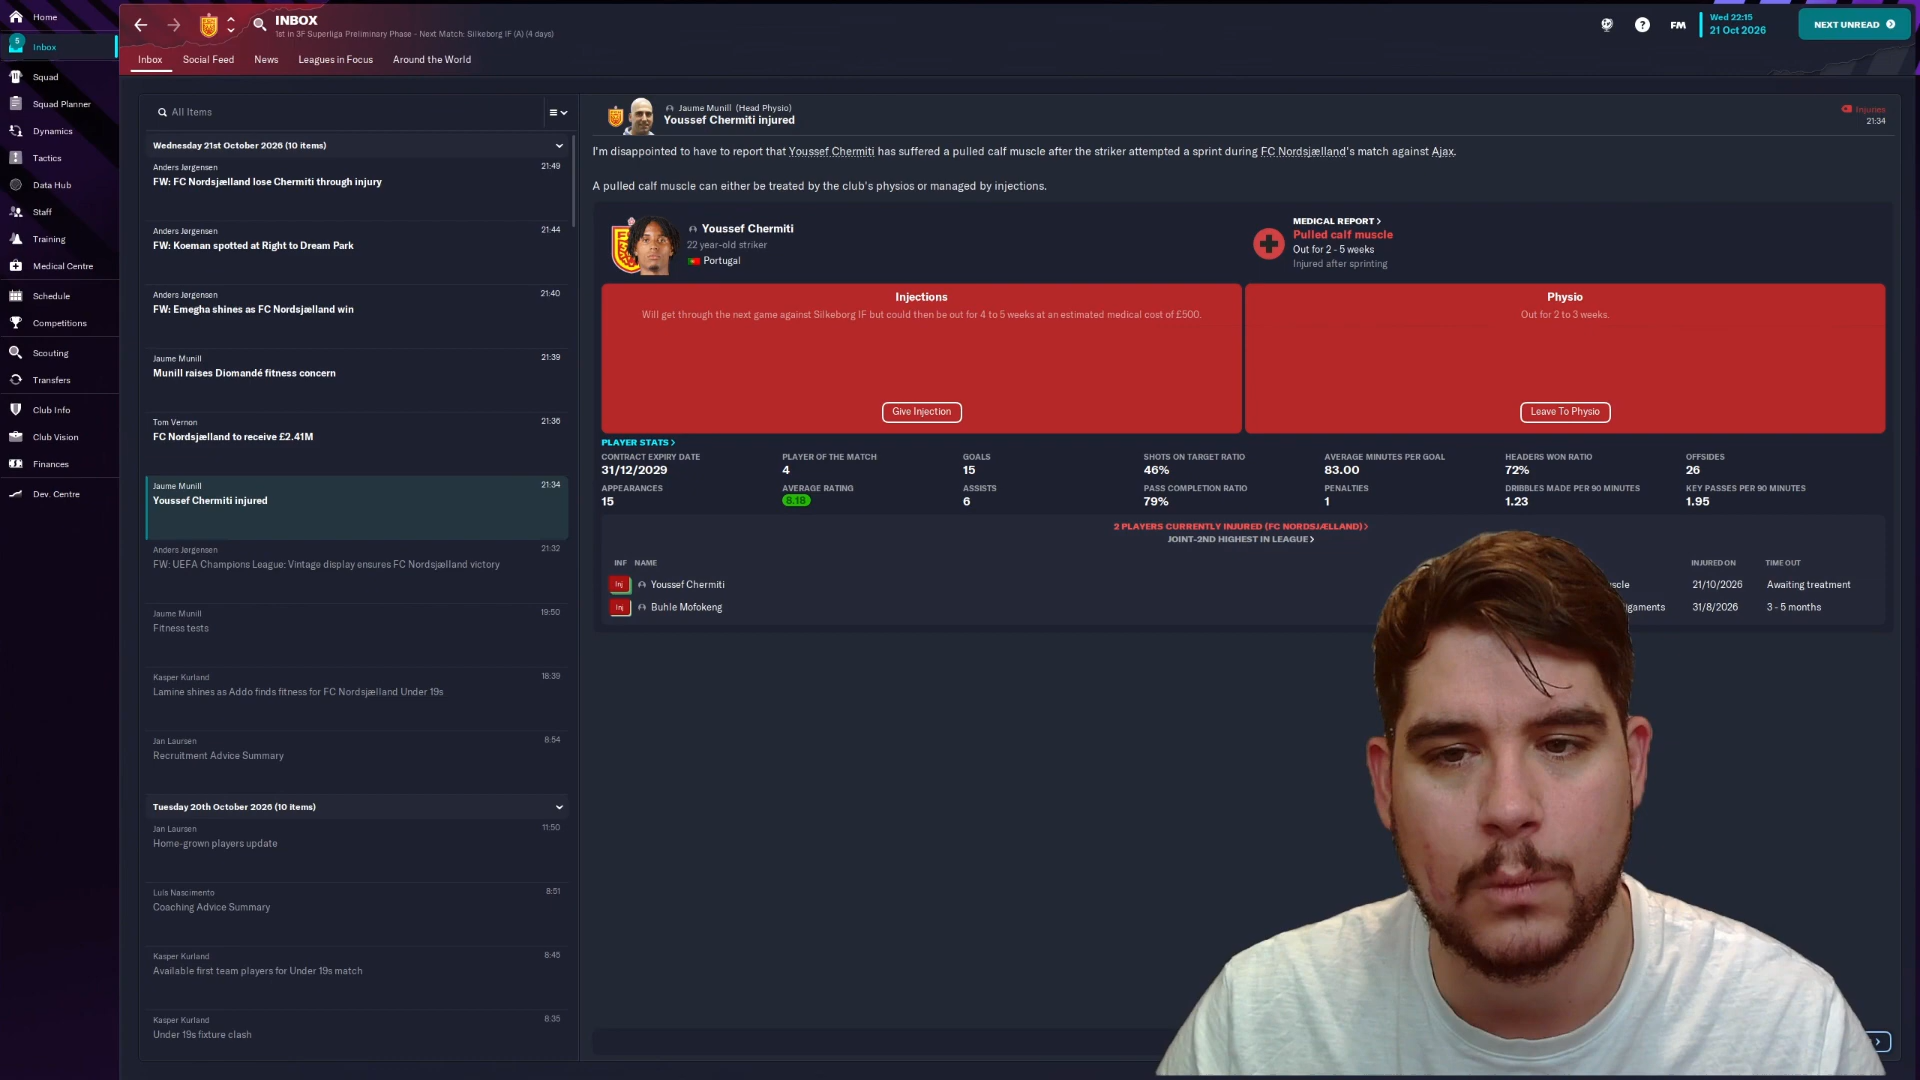 Home
5
Inbox
Squad
Squad Planner
Dynamics
Tactics
Data Hub
Staff
Training
Medical Centre
Schedule
Competitions
Scouting
Transfers
Club Info
Club Vision
Finances
Dev. Centre
INBOX
1st in 3F Superliga Preliminary Phase - Next Match: Silkeborg IF (A) (4 days)
?
FM
Wed 22:15
21 Oct 2026
NEXT UNREAD
Inbox
Social Feed
News
Leagues in Focus
Around the World
All Items
Wednesday 21st October 2026 (10 items)
Anders Jørgensen
21:49
FW: FC Nordsjælland lose Chermiti through injury
Anders Jørgensen
21:44
FW: Koeman spotted at Right to Dream Park
Anders Jørgensen
21:40
FW: Emegha shines as FC Nordsjælland win
Jaume Munill
21:39
Munill raises Diomandé fitness concern
Tom Vernon
21:36
FC Nordsjælland to receive £2.41M
Jaume Munill
21:34
Youssef Chermiti injured
Anders Jørgensen
21:32
FW: UEFA Champions League: Vintage display ensures FC Nordsjælland victory
Jaume Munill
19:50
Fitness tests
Kasper Kurland
18:39
Lamine shines as Addo finds fitness for FC Nordsjælland Under 19s
Jan Laursen
8:54
Recruitment Advice Summary
Tuesday 20th October 2026 (10 items)
Jan Laursen
11:50
Home-grown players update
Luís Nascimento
8:51
Coaching Advice Summary
Kasper Kurland
8:45
Available first team players for Under 19s match
Kasper Kurland
8:35
Under 19s fixture clash
Jaume Munill (Head Physio)
Youssef Chermiti injured
Injuries
21:34
I'm disappointed to have to report that Youssef Chermiti has suffered a pulled calf muscle after the striker attempted a sprint during FC Nordsjælland's match against Ajax.
A pulled calf muscle can either be treated by the club's physios or managed by injections.
Youssef Chermiti
22 year-old striker
Portugal
MEDICAL REPORT >
Pulled calf muscle
Out for 2 - 5 weeks
Injured after sprinting
Injections
Will get through the next game against Silkeborg IF but could then be out for 4 to 5 weeks at an estimated medical cost of £500.
Give Injection
Physio
Out for 2 to 3 weeks.
Leave To Physio
PLAYER STATS >
CONTRACT EXPIRY DATE
31/12/2029
PLAYER OF THE MATCH
4
GOALS
15
SHOTS ON TARGET RATIO
46%
AVERAGE MINUTES PER GOAL
83.00
HEADERS WON RATIO
72%
OFFSIDES
26
APPEARANCES
15
AVERAGE RATING
8.18
ASSISTS
6
PASS COMPLETION RATIO
79%
PENALTIES
1
DRIBBLES MADE PER 90 MINUTES
1.23
KEY PASSES PER 90 MINUTES
1.95
2 PLAYERS CURRENTLY INJURED (FC NORDSJÆLLAND) >
JOINT-2ND HIGHEST IN LEAGUE >
INF NAME
INJURED ON
TIME OUT
Inj Youssef Chermiti
21/10/2026
Awaiting treatment
Inj Buhle Mofokeng
31/8/2026
3 - 5 months